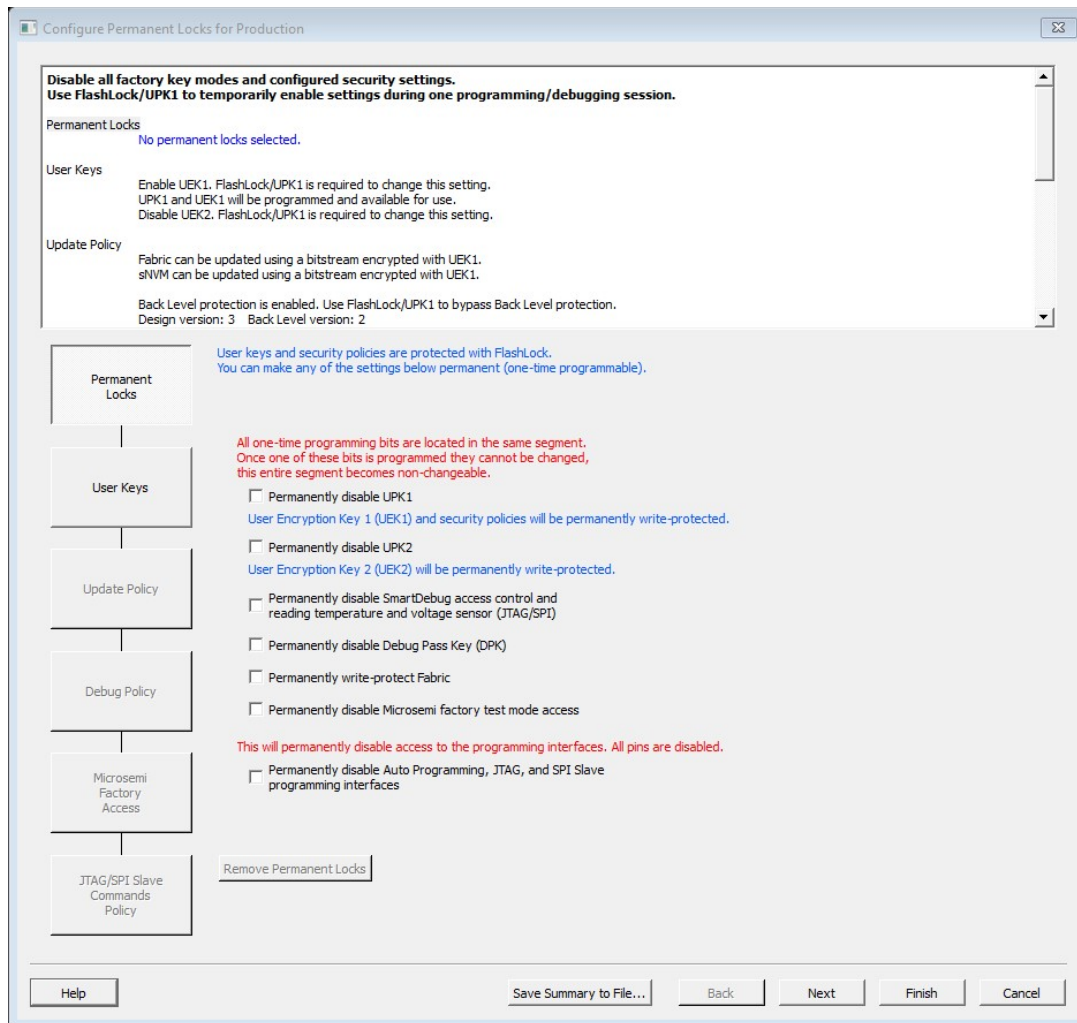 Configure Permanent Locks for Production
Disable all factory key modes and configured security settings.
Use FlashLock/UPK1 to temporarily enable settings during one programming/debugging session.
Permanent Locks
No permanent locks selected.
User Keys
Enable UEK1. FlashLock/UPK1 is required to change this setting.
UPK1 and UEK1 will be programmed and available for use.
Disable UEK2. FlashLock/UPK1 is required to change this setting.
Update Policy
Fabric can be updated using a bitstream encrypted with UEK1.
sNVM can be updated using a bitstream encrypted with UEK1.
Back Level protection is enabled. Use FlashLock/UPK1 to bypass Back Level protection.
Design version: 3 Back Level version: 2
Permanent
Locks
User keys and security policies are protected with FlashLock.
You can make any of the settings below permanent (one-time programmable).
User Keys
All one-time programming bits are located in the same segment.
Once one of these bits is programmed they cannot be changed,
this entire segment becomes non-changeable.
Permanently disable UPK1
User Encryption Key 1 (UEK1) and security policies will be permanently write-protected.
Permanently disable UPK2
User Encryption Key 2 (UEK2) will be permanently write-protected.
Update Policy
Permanently disable SmartDebug access control and
reading temperature and voltage sensor (JTAG/SPI)
Permanently disable Debug Pass Key (DPK)
Debug Policy
Permanently write-protect Fabric
Permanently disable Microsemi factory test mode access
This will permanently disable access to the programming interfaces. All pins are disabled.
Microsemi
Factory
Access
Permanently disable Auto Programming, JTAG, and SPI Slave
programming interfaces
JTAG/SPI Slave
Commands
Policy
Remove Permanent Locks
Help
Save Summary to File...
Back
Next
Finish
Cancel